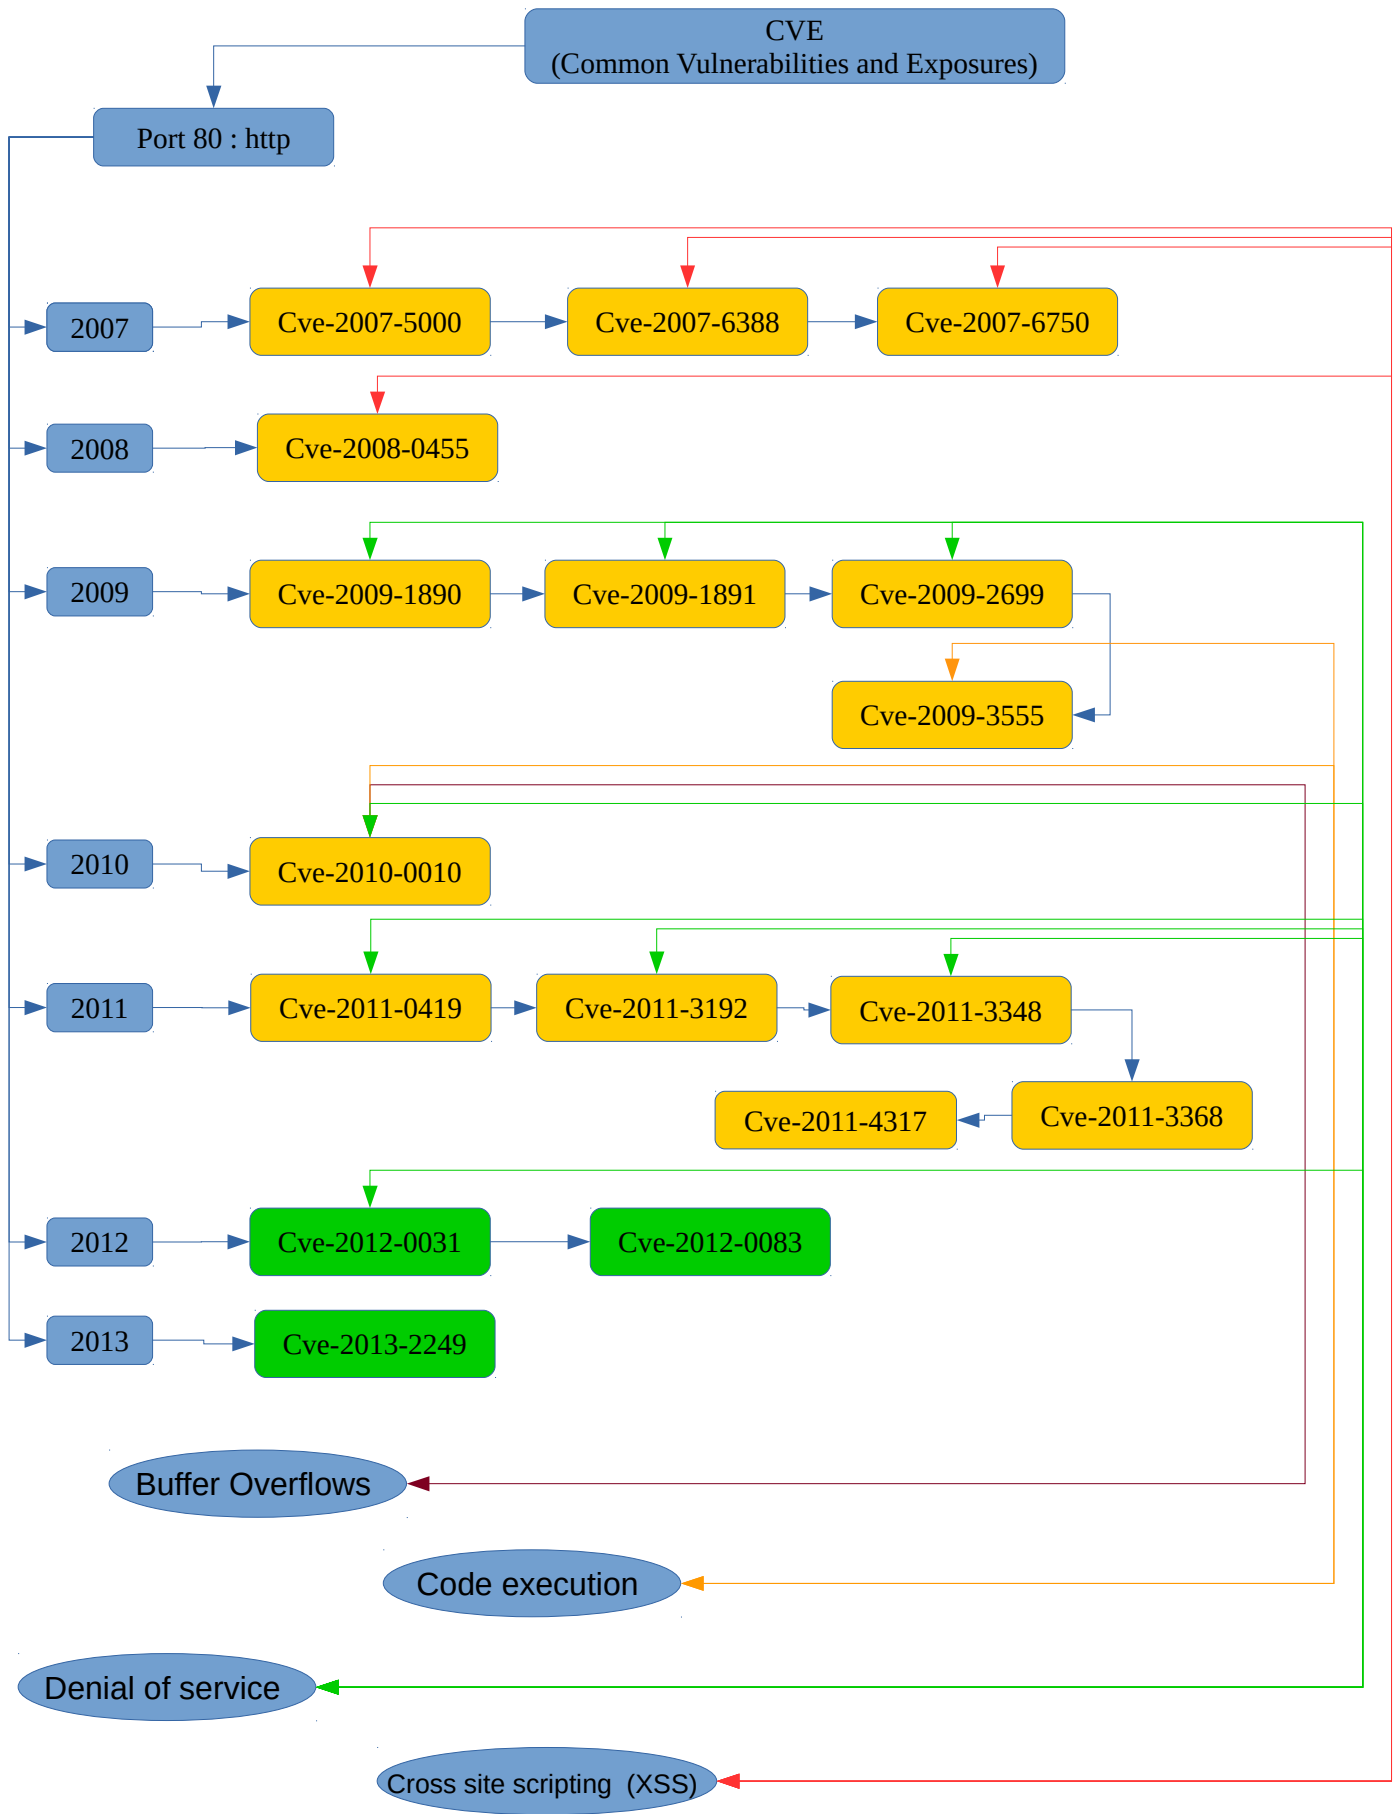 CVE
(Common Vulnerabilities and Exposures)
Port 80 : http
2007
Cve-2007-5000
Cve-2007-6388
Cve-2007-6750
2008
Cve-2008-0455
2009
Cve-2009-1890
Cve-2009-1891
Cve-2009-2699
Cve-2009-3555
2010
Cve-2010-0010
2011
Cve-2011-0419
Cve-2011-3192
Cve-2011-3348
Cve-2011-4317
Cve-2011-3368
2012
Cve-2012-0031
Cve-2012-0083
2013
Cve-2013-2249
Buffer Overflows
Code execution
Denial of service
Cross site scripting  (XSS)